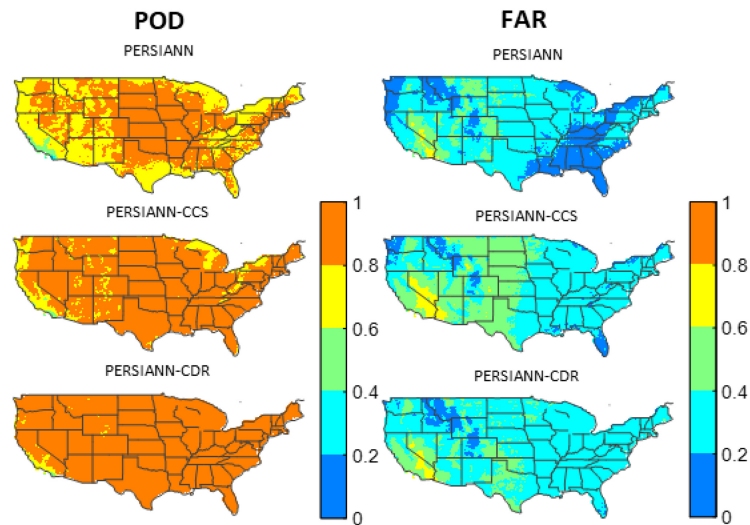 POD
FAR
PERSIANN
PERSIANN
PERSIANN-CCS
PERSIANN-CCS
PERSIANN-CDR
PERSIANN-CDR
1
0.8
0.6
0.4
0.2
0
1
0.8
0.6
0.4
0.2
0